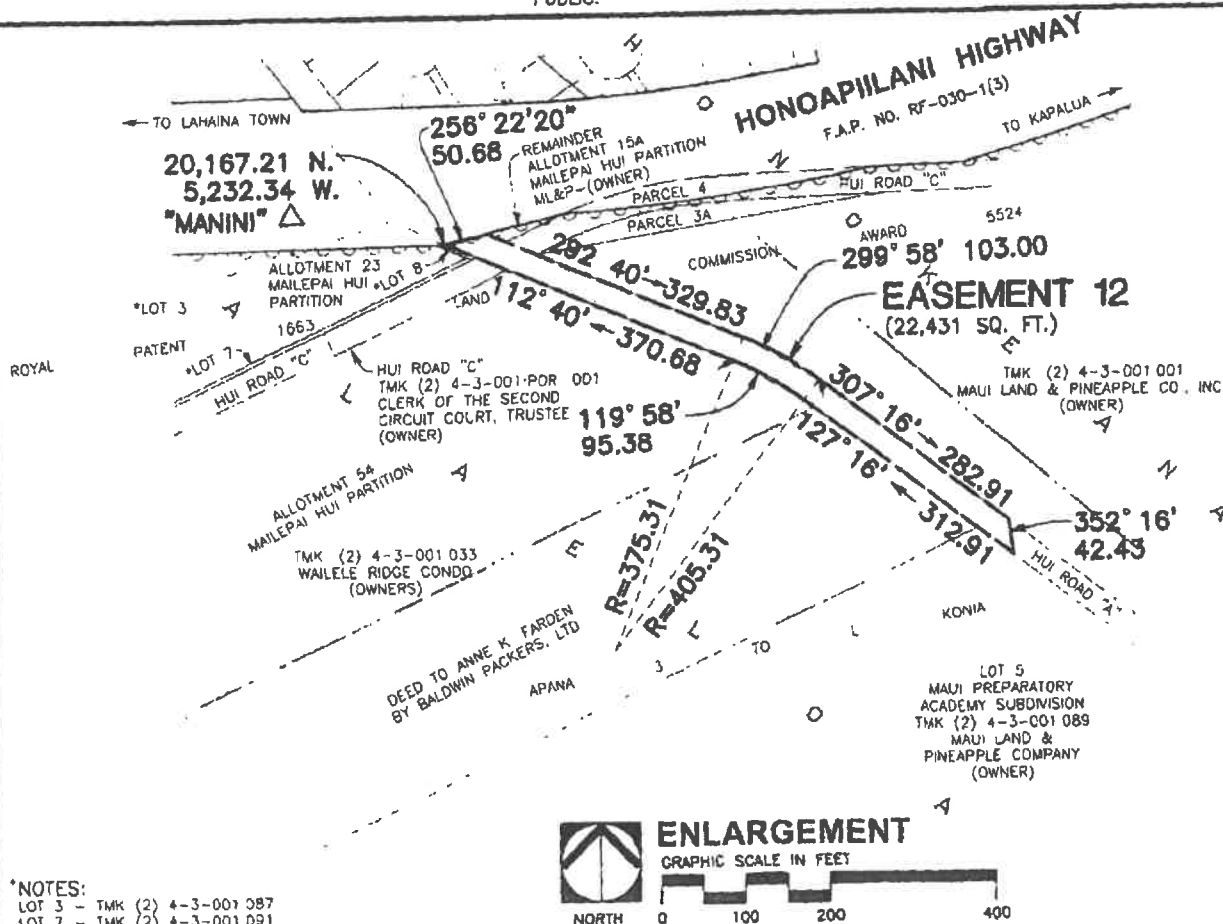 TO LAHAINA TOWN
HONOAPIILANI HIGHWAY
F.A.P. NO. RF-030-1(3)
TO KAPALUA
256° 22' 20"
50.68
REMAINDER
ALLOTMENT 15A
MAILEPAI HUI PARTITION
ML&P-(OWNER)
20,167.21 N.
5,232.34 W.
"MANINI"
PARCEL 4
HUI ROAD "C"
PARCEL 3A
COMMISSION
AWARD
5524
299° 58' 103.00
292 40' 329.83
112° 40' 370.68
EASEMENT 12
(22,431 SQ. FT.)
ALLOTMENT 23
MAILEPAI HUI
PARTITION
*LOT 8
LAND
*LOT 3
ROYAL
PATENT
1663
*LOT 7
HUI ROAD "C"
HUI ROAD "C"
TMK (2) 4-3-001:POR 001
CLERK OF THE SECOND
CIRCUIT COURT, TRUSTEE
(OWNER)
119° 58'
95.38
TMK (2) 4-3-001 001
MAUI LAND & PINEAPPLE CO., INC
(OWNER)
307° 16' 282.91
127° 16' 312.91
352° 16'
42.43
HUI ROAD
ALLOTMENT 54
MAILEPAI HUI PARTITION
TMK (2) 4-3-001 033
WAILELE RIDGE CONDO
(OWNERS)
R=375.31
R=405.31
DEED TO ANNE K. FARDEN
BY BALDWIN PACKERS, LTD
APANA
3
TO
KONIA
LOT 5
MAUI PREPARATORY
ACADEMY SUBDIVISION
TMK (2) 4-3-001 089
MAUI LAND &
PINEAPPLE COMPANY
(OWNER)
ENLARGEMENT
GRAPHIC SCALE IN FEET
NORTH
0 100 200 400
*NOTES:
LOT 3 - TMK (2) 4-3-001 087
LOT 7 - TMK (2) 4-3-001 091